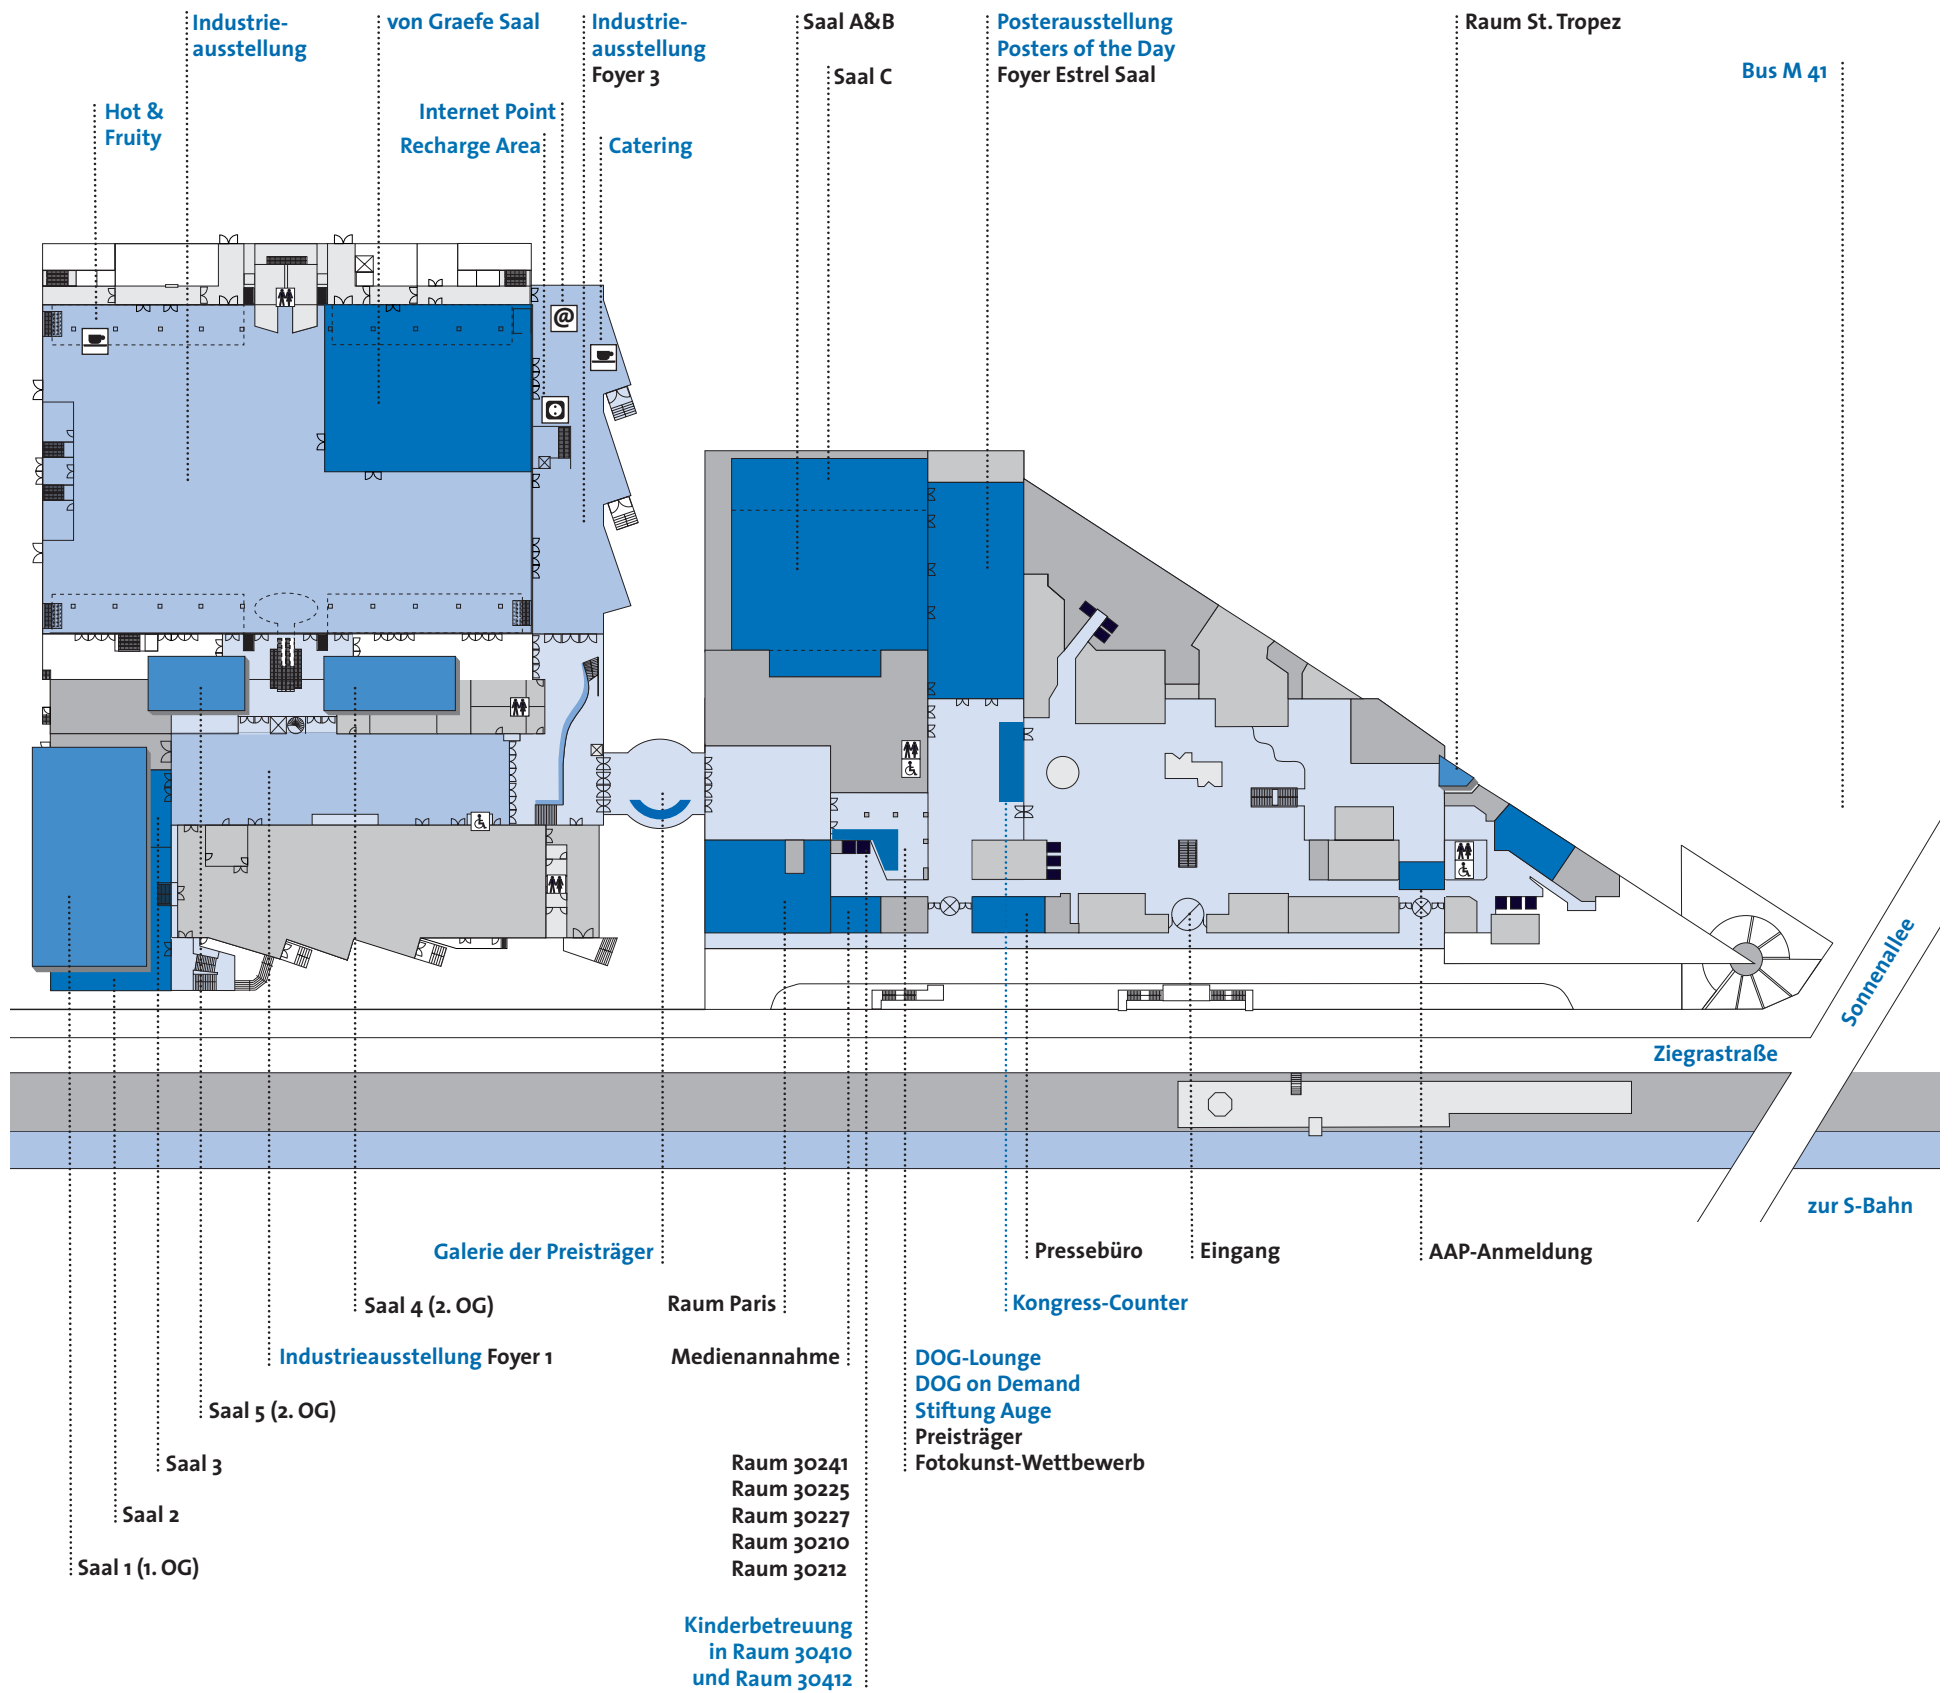 Industrie-
ausstellung
von Graefe Saal
Industrie-
ausstellung
Foyer 3
Saal A&B
Saal C
Posterausstellung
Posters of the Day
Foyer Estrel Saal
Raum St. Tropez
Bus M 41
Hot &
Fruity
Internet Point
Recharge Area
Catering
@
Sonnenallee
Ziegrastraße
zur S-Bahn
Galerie der Preisträger
Pressebüro
Eingang
AAP-Anmeldung
Saal 4 (2. OG)
Raum Paris
Kongress-Counter
Industrieausstellung Foyer 1
Medienannahme
DOG-Lounge
DOG on Demand
Stiftung Auge
Preisträger
Fotokunst-Wettbewerb
Saal 5 (2. OG)
Saal 3
Saal 2
Saal 1 (1. OG)
Raum 30241
Raum 30225
Raum 30227
Raum 30210
Raum 30212
Kinderbetreuung
in Raum 30410
und Raum 30412